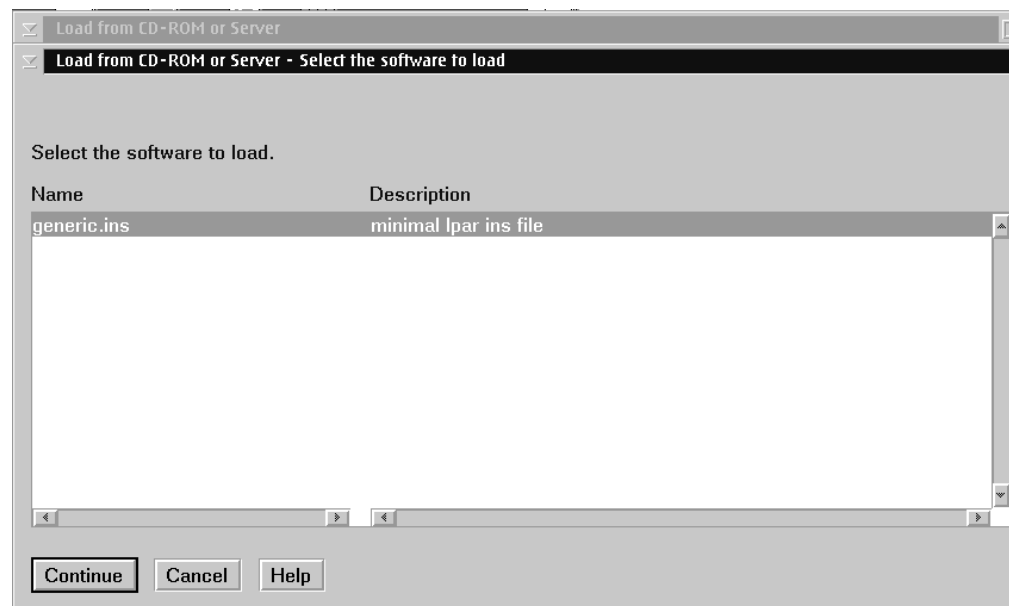 Load from CD-ROM or Server
Load from CD-ROM or Server - Select the software to load
Select the software to load.
Name Description
generic.ins minimal lpar ins file
Continue Cancel Help